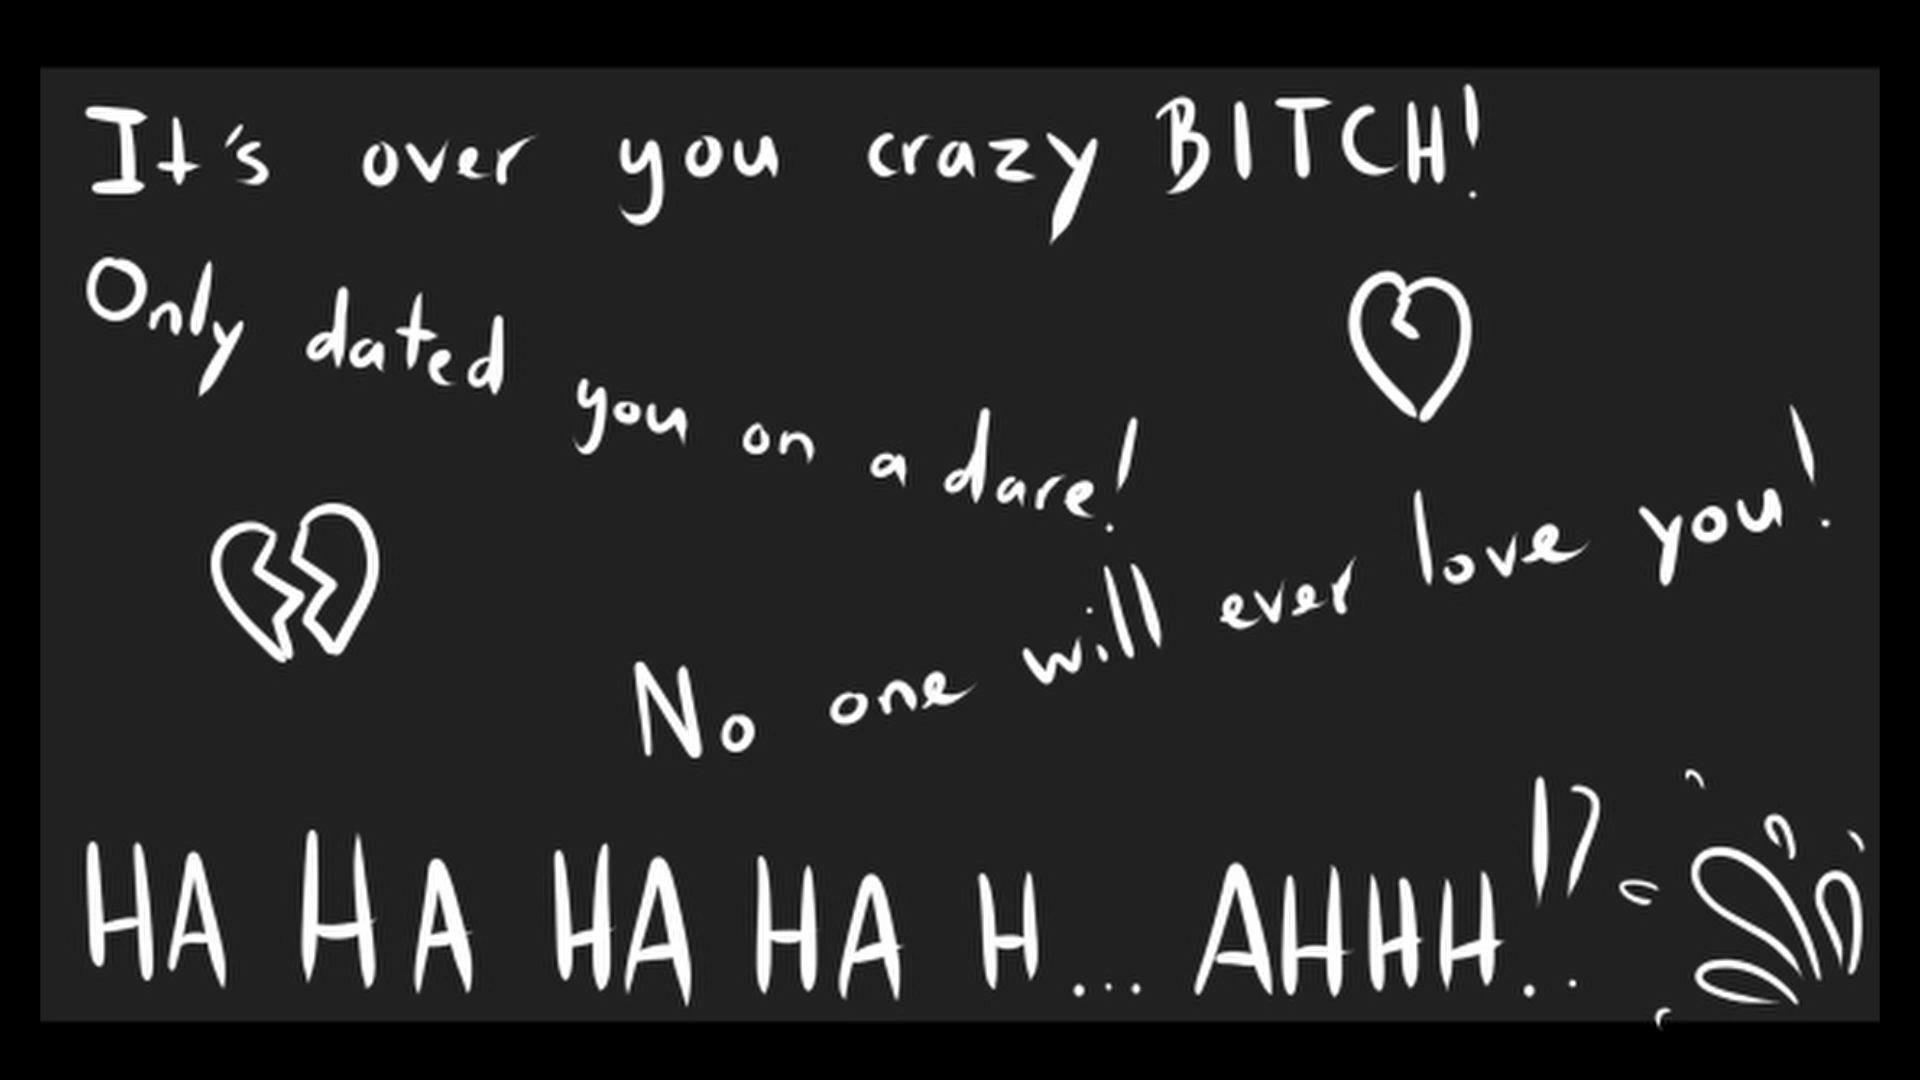 It's over you crazy BITCH!
Only dated you on a dare!
No one will ever love you!
HA HA HA HA H... AHHH!?